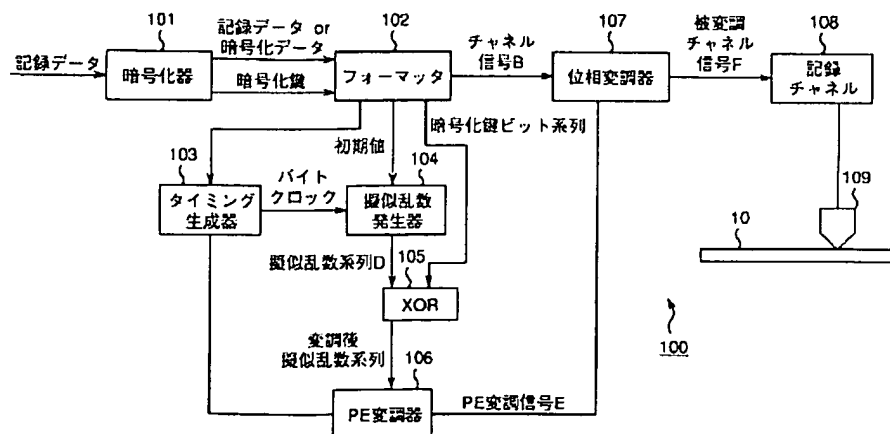 101
記録データ or
暗号化データ
102
チャネル
信号B
107
被変調
チャネル
信号F
108
記録データ
暗号化器
暗号化鍵
フォーマッタ
位相変調器
記録
チャネル
初期値
暗号化鍵ビット系列
103
タイミング
生成器
バイト
クロック
104
擬似乱数
発生器
109
10
擬似乱数系列D
105
XOR
変調後
擬似乱数系列
106
PE変調器
PE変調信号E
100